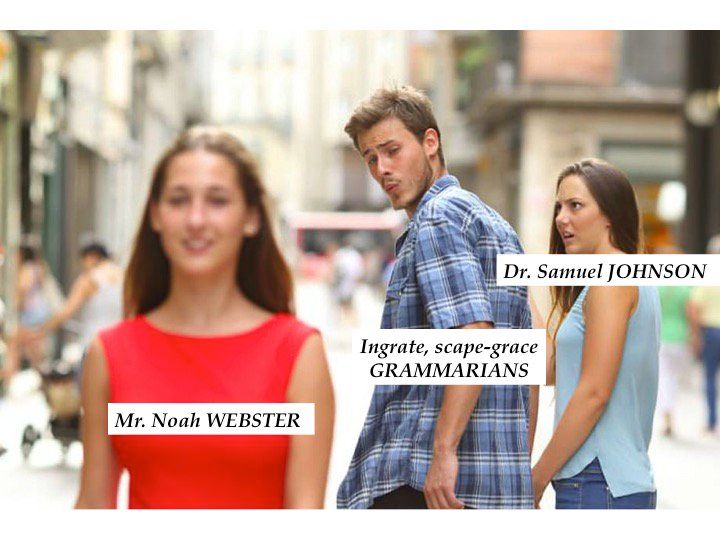 Dr. Samuel JOHNSON
Ingrate, scape-grace
GRAMMARIANS
Mr. Noah WEBSTER